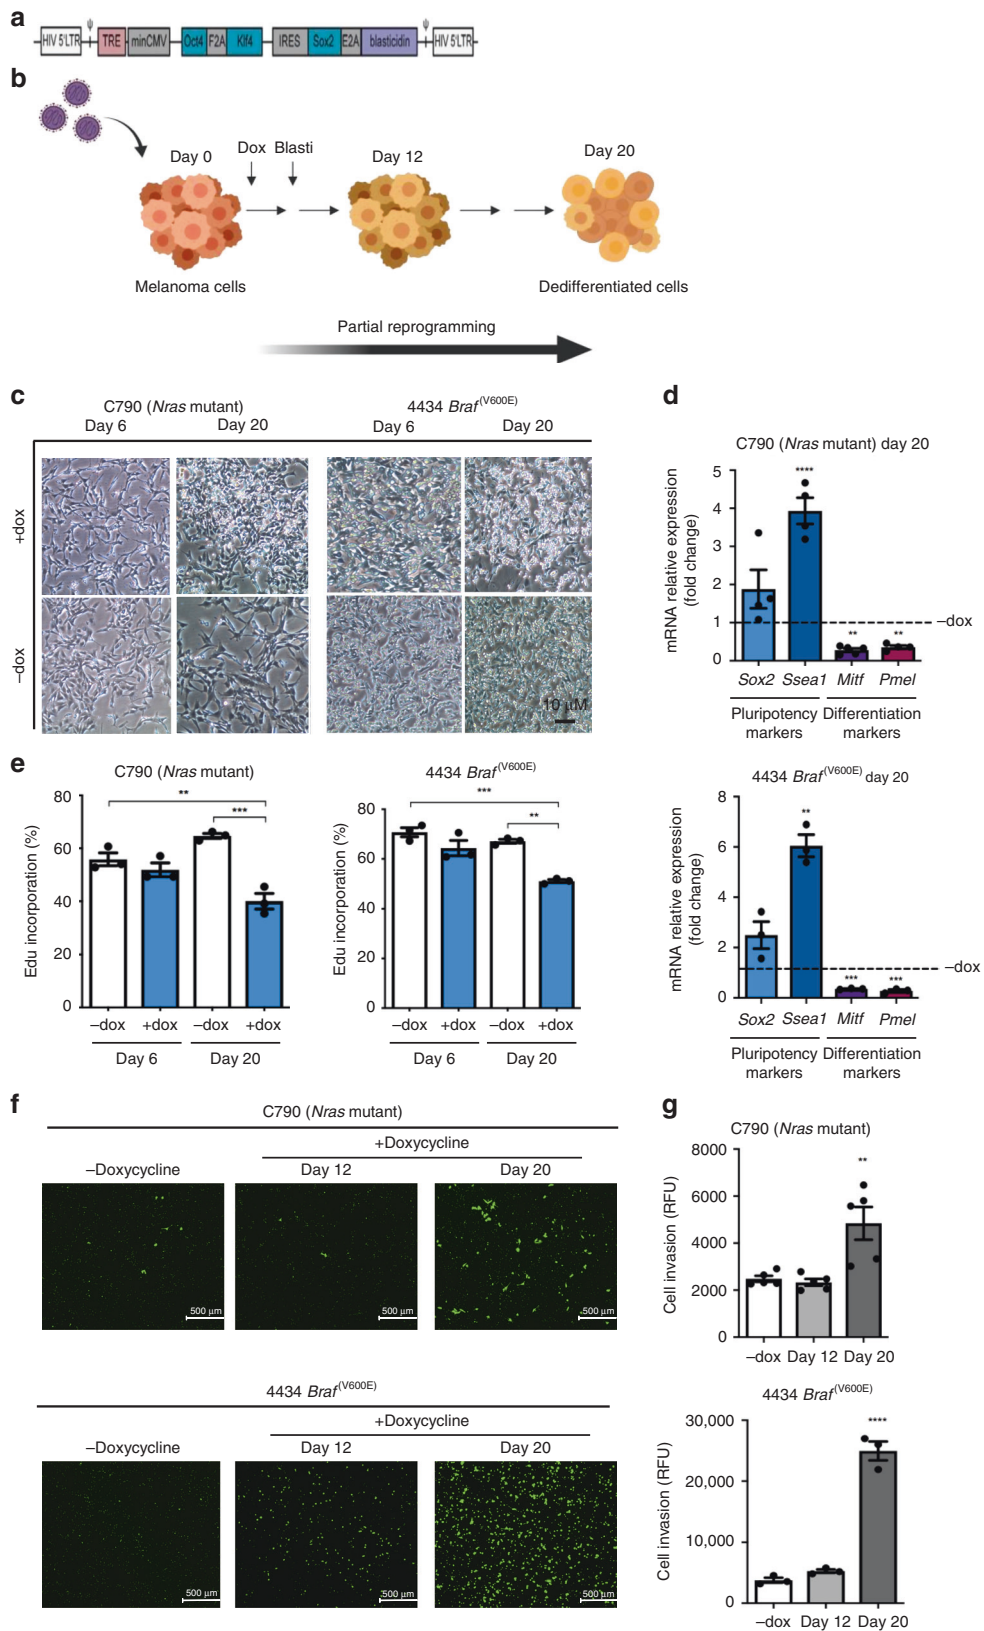 a
HIV 5'LTR ψ TRE minCMV Oct4 F2A Klf4 IRES Sox2 E2A blasticidin ψ HIV 5'LTR
b
Day 0 Dox Blasti Day 12 Day 20
Melanoma cells Dedifferentiated cells
Partial reprogramming
c
C790 (Nras mutant) 4434 Braf(V600E)
Day 6 Day 20 Day 6 Day 20
+dox
–dox
10 μM
d
C790 (Nras mutant) day 20
mRNA relative expression
(fold change)
5
4
3
2
1
0
****
**
**
–dox
Sox2 Ssea1 Mitf Pmel
Pluripotency Differentiation
markers markers
4434 Braf(V600E) day 20
mRNA relative expression
(fold change)
8
6
4
2
0
**
***
***
–dox
Sox2 Ssea1 Mitf Pmel
Pluripotency Differentiation
markers markers
e
C790 (Nras mutant)
Edu incorporation (%)
80
60
40
20
0
**
***
–dox +dox –dox +dox
Day 6 Day 20
4434 Braf(V600E)
Edu incorporation (%)
80
60
40
20
0
***
**
–dox +dox –dox +dox
Day 6 Day 20
f
C790 (Nras mutant)
+Doxycycline
–Doxycycline Day 12 Day 20
500 μm 500 μm 500 μm
4434 Braf(V600E)
+Doxycycline
–Doxycycline Day 12 Day 20
500 μm 500 μm 500 μm
g
C790 (Nras mutant)
Cell invasion (RFU)
8000
6000
4000
2000
0
**
–dox Day 12 Day 20
4434 Braf(V600E)
Cell invasion (RFU)
30,000
20,000
10,000
0
****
–dox Day 12 Day 20